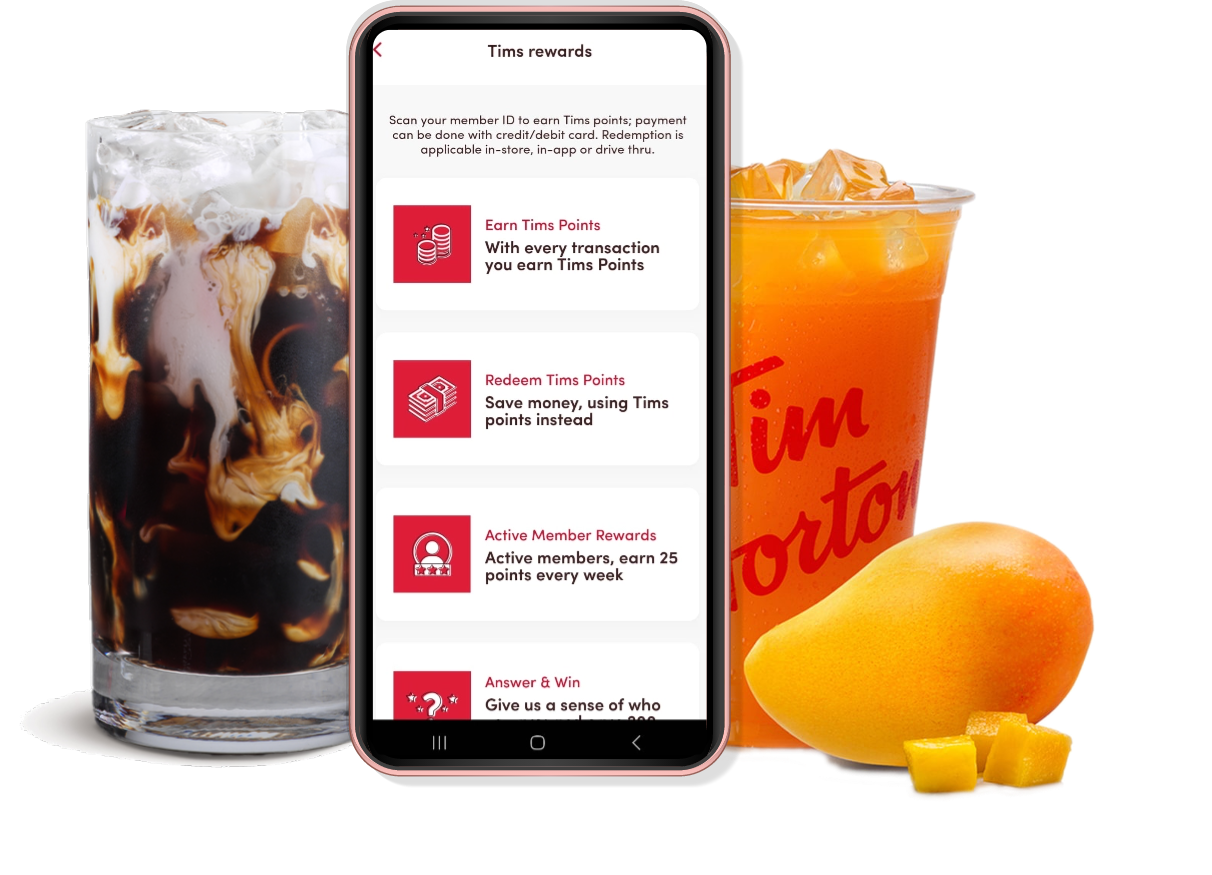 Tims rewards
Scan your member ID to earn Tims points; payment
can be done with credit/debit card. Redemption is
applicable in-store, in-app or drive thru.
Earn Tims Points
With every transaction
you earn Tims Points
Redeem Tims Points
Save money, using Tims
points instead
Active Member Rewards
Active members, earn 25
points every week
Answer & Win
Give us a sense of who
Tim